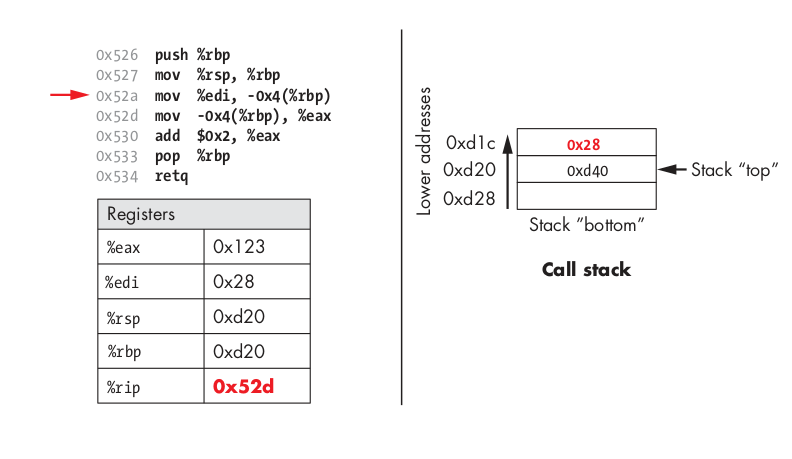 0x526 push %rbp
0x527 mov %rsp, %rbp
0x52a mov %edi, -0x4(%rbp)
0x52d mov -0x4(%rbp), %eax
0x530 add $0x2, %eax
0x533 pop %rbp
0x534 retq
Registers
%eax 0x123
%edi 0x28
%rsp 0xd20
%rbp 0xd20
%rip 0x52d
Lower addresses
0xd1c 0x28
0xd20 0xd40 Stack “top”
0xd28
Stack ”bottom”
Call stack